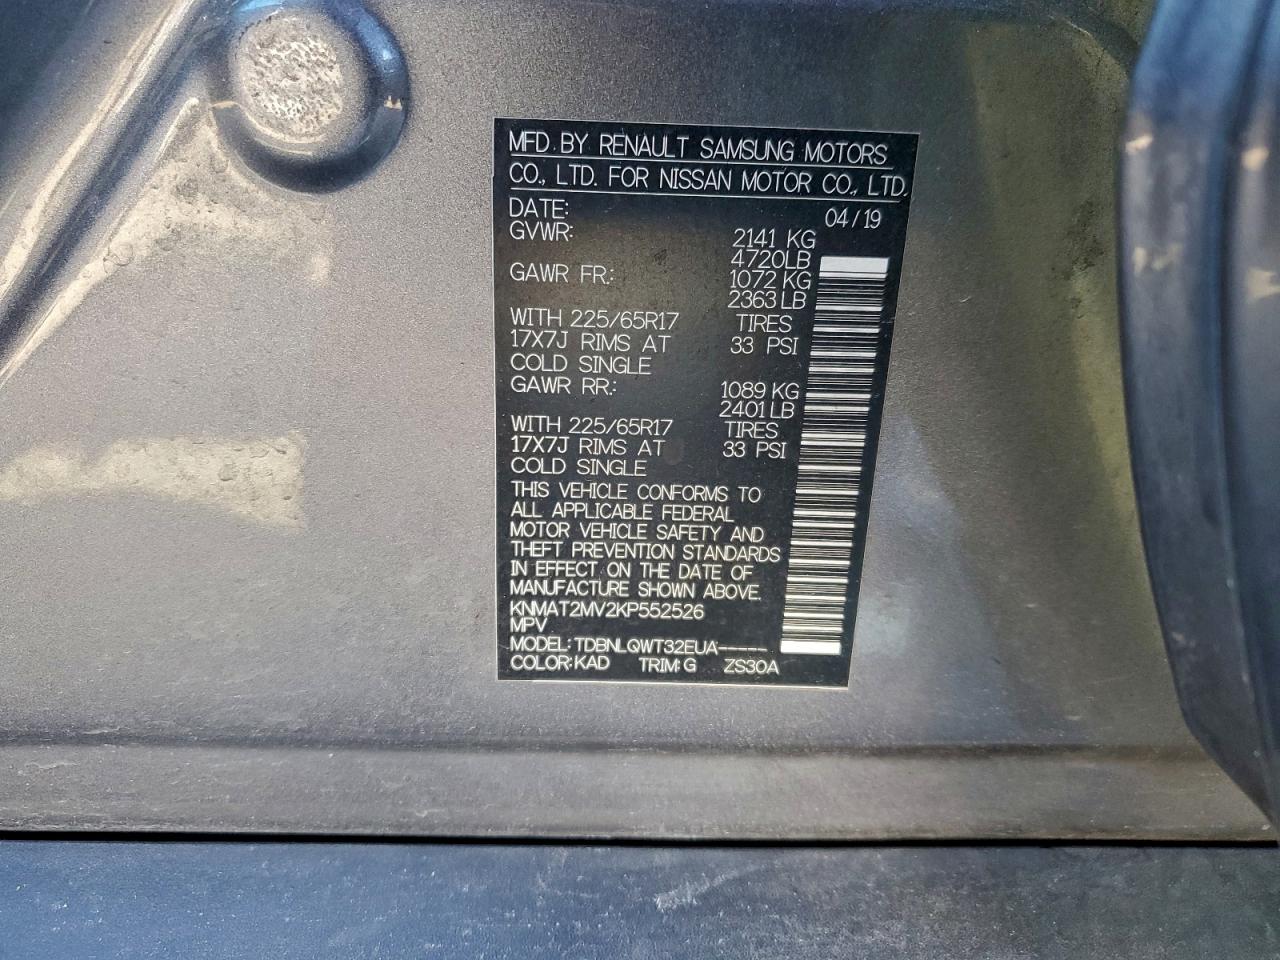 MFD. BY RENAULT SAMSUNG MOTORS
CO., LTD. FOR NISSAN MOTOR CO., LTD.
DATE: 04/19
GVWR: 2141 KG
4720LB
GAWR FR: 1072 KG
2363LB
WITH 225/65R17 TIRES
17X7J RIMS AT 33 PSI
COLD SINGLE
GAWR RR: 1089 KG
2401LB
WITH 225/65R17 TIRES
17X7J RIMS AT 33 PSI
COLD SINGLE
THIS VEHICLE CONFORMS TO
ALL APPLICABLE FEDERAL
MOTOR VEHICLE SAFETY AND
THEFT PREVENTION STANDARDS
IN EFFECT ON THE DATE OF
MANUFACTURE SHOWN ABOVE.
KNMAT2MV2KP552526
MPV
MODEL: TDBNLQWT32EUA-----
COLOR: KAD TRIM: G ZS30A